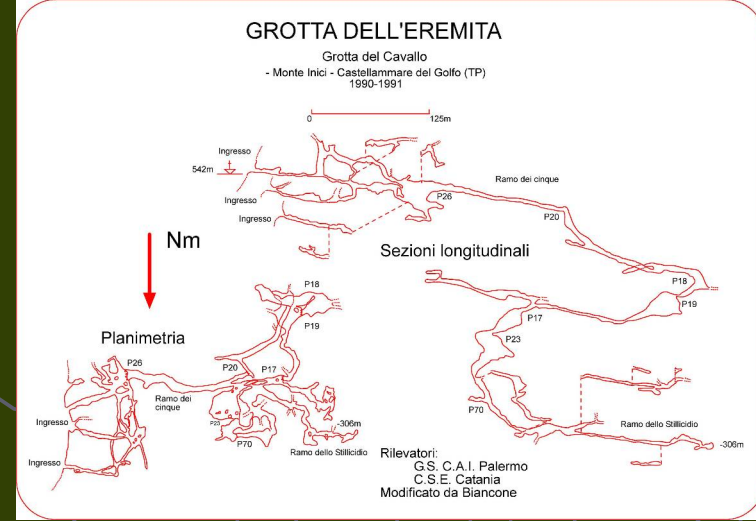 GROTTA DELL'EREMITA
Grotta del Cavallo
- Monte Inici - Castellammare del Golfo (TP)
1990-1991
0 125m
Ingresso
542m
Ingresso
Ingresso
Ramo dei cinque
P26
P20
Sezioni longitudinali
P18
P19
P17
P23
P70
Ramo dello Stillicidio
-306m
Nm
Planimetria
P18
P19
P26
P20
P17
Ramo dei
cinque
P23
P70
-306m
Ramo dello Stillicidio
Ingresso
Ingresso
Rilevatori:
G.S. C.A.I. Palermo
C.S.E. Catania
Modificato da Biancone